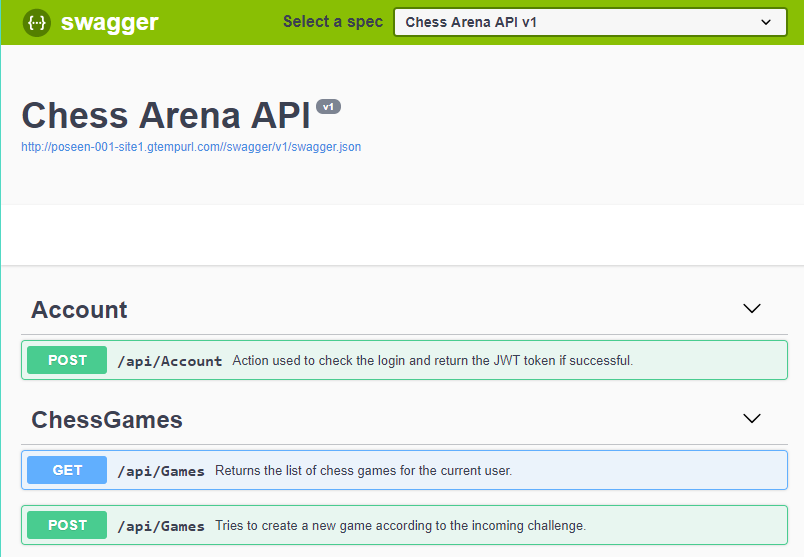 {···} swagger Select a spec Chess Arena API v1
Chess Arena API v1
http://poseen-001-site1.gtempurl.com//swagger/v1/swagger.json
Account
POST /api/Account Action used to check the login and return the JWT token if successful.
ChessGames
GET /api/Games Returns the list of chess games for the current user.
POST /api/Games Tries to create a new game according to the incoming challenge.